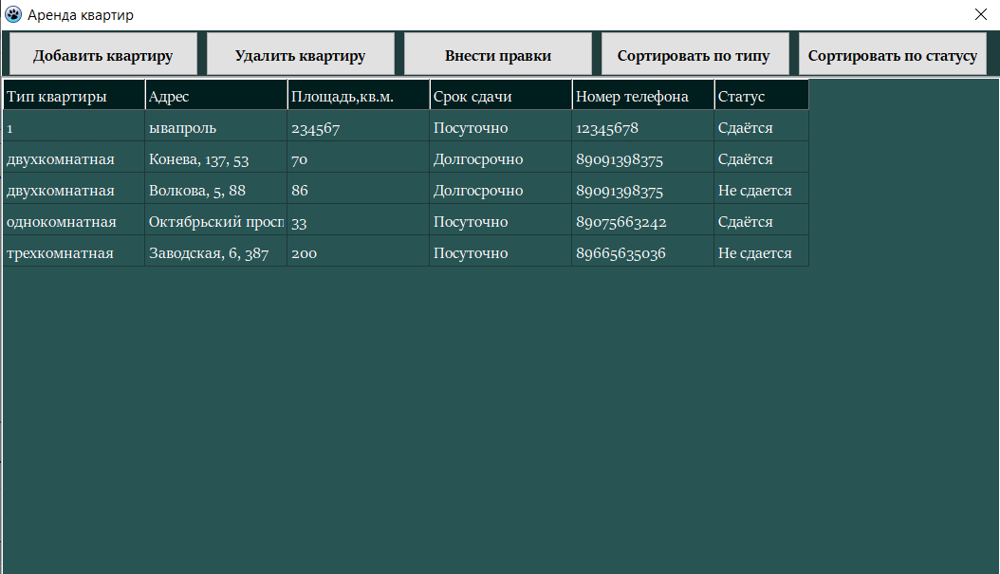 Аренда квартир
Добавить квартиру Удалить квартиру Внести правки Сортировать по типу Сортировать по статусу
Тип квартиры Адрес Площадь,кв.м. Срок сдачи Номер телефона Статус
1 ывапроль 234567 Посуточно 12345678 Сдаётся
двухкомнатная Конева, 137, 53 70 Долгосрочно 89091398375 Сдаётся
двухкомнатная Волкова, 5, 88 86 Долгосрочно 89091398375 Не сдается
однокомнатная Октябрьский просп 33 Посуточно 89075663242 Сдаётся
трехкомнатная Заводская, 6, 387 200 Посуточно 89665635036 Не сдается